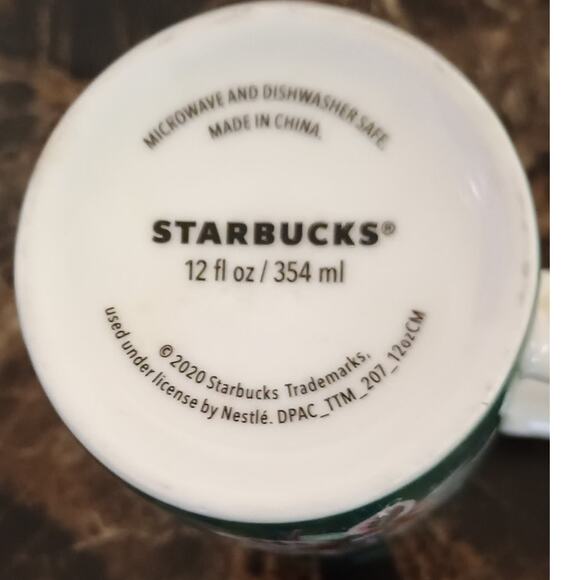 MICROWAVE AND DISHWASHER SAFE.
MADE IN CHINA.
STARBUCKS®
12 fl oz / 354 ml
© 2020 Starbucks Trademarks,
used under license by Nestlé. DPAC_TTM_207_12ozCM